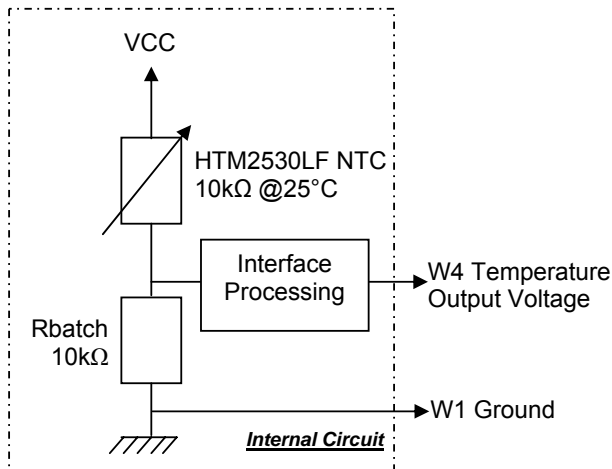 VCC
HTM2530LF NTC
10kΩ @25°C
Interface
Processing
W4 Temperature
Output Voltage
Rbatch
10kΩ
W1 Ground
Internal Circuit